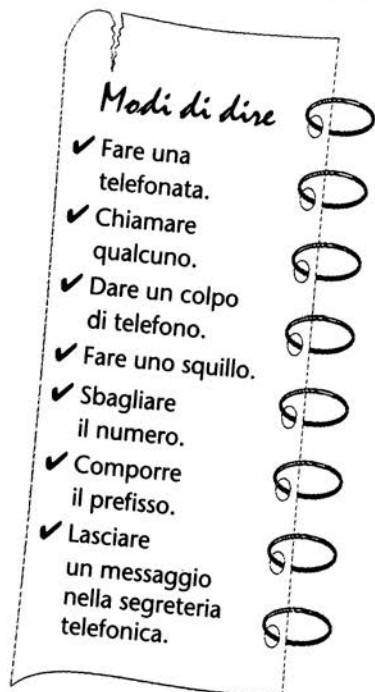 Modi di dire
✔ Fare una
telefonata.
✔ Chiamare
qualcuno.
✔ Dare un colpo
di telefono.
✔ Fare uno squillo.
✔ Sbagliare
il numero.
✔ Comporre
il prefisso.
✔ Lasciare
un messaggio
nella segreteria
telefonica.